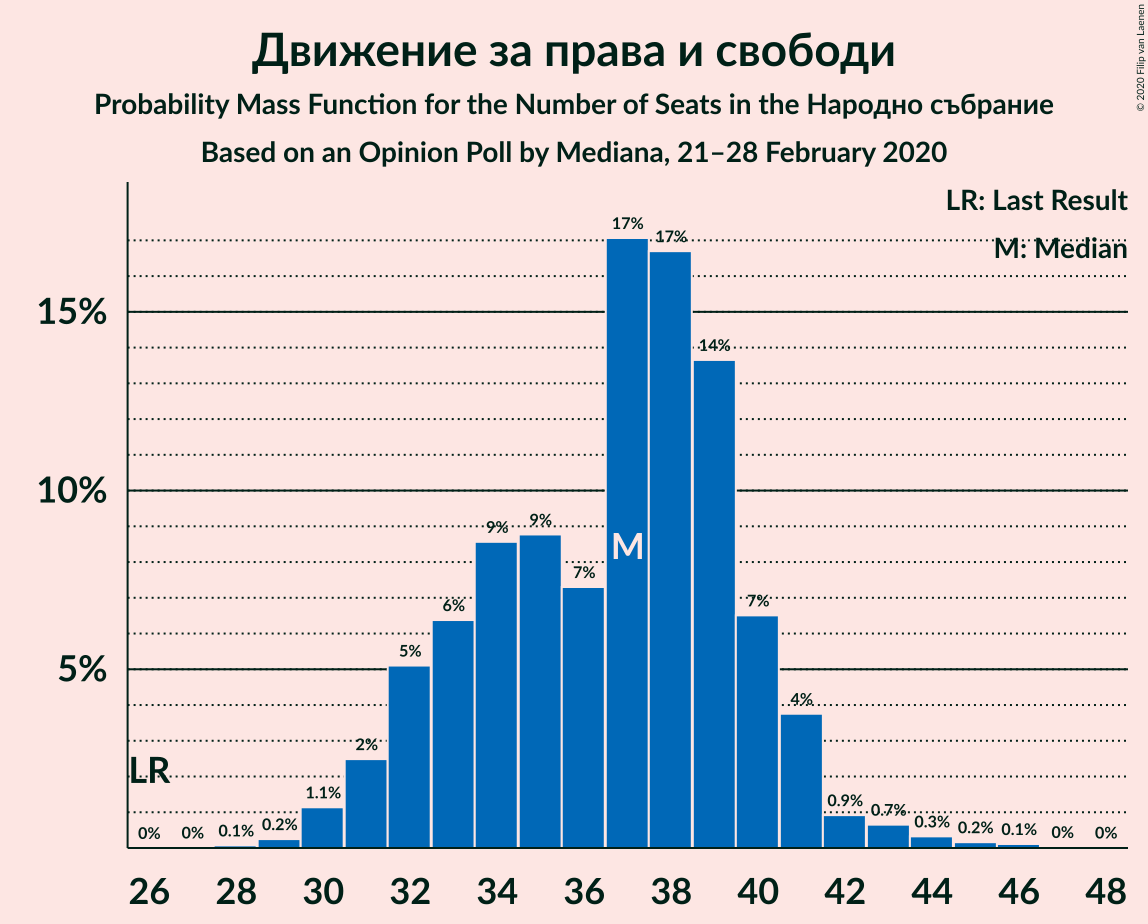 Движение за права и свободи
Probability Mass Function for the Number of Seats in the Народно събрание
Based on an Opinion Poll by Mediana, 21–28 February 2020
© 2020 Filip van Laenen
LR: Last Result
M: Median
15%
10%
5%
LR
M
0% 0% 0.1% 0.2% 1.1% 2% 5% 6% 9% 9% 7% 17% 17% 14% 7% 4% 0.9% 0.7% 0.3% 0.2% 0.1% 0% 0%
26 28 30 32 34 36 38 40 42 44 46 48